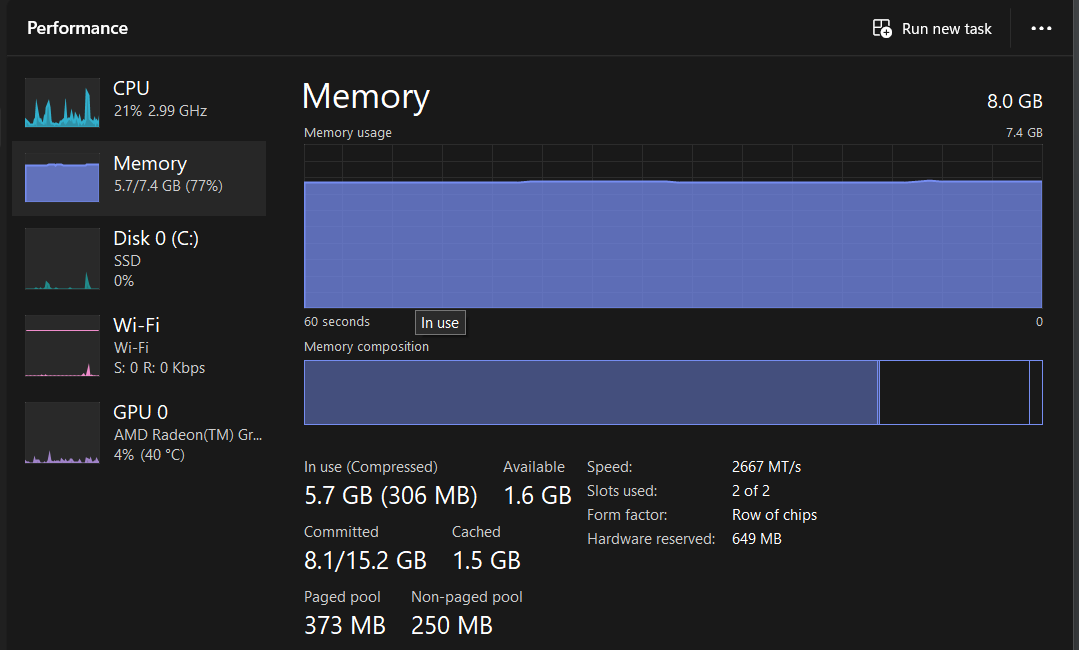 Performance
Run new task
CPU
21% 2.99 GHz
Memory
5.7/7.4 GB (77%)
Disk 0 (C:)
SSD
0%
Wi-Fi
Wi-Fi
S: 0 R: 0 Kbps
GPU 0
AMD Radeon(TM) Gr...
4% (40 °C)
Memory
8.0 GB
Memory usage
7.4 GB
60 seconds
In use
0
Memory composition
In use (Compressed)
5.7 GB (306 MB)
Available
1.6 GB
Committed
8.1/15.2 GB
Cached
1.5 GB
Paged pool
373 MB
Non-paged pool
250 MB
Speed: 2667 MT/s
Slots used: 2 of 2
Form factor: Row of chips
Hardware reserved: 649 MB